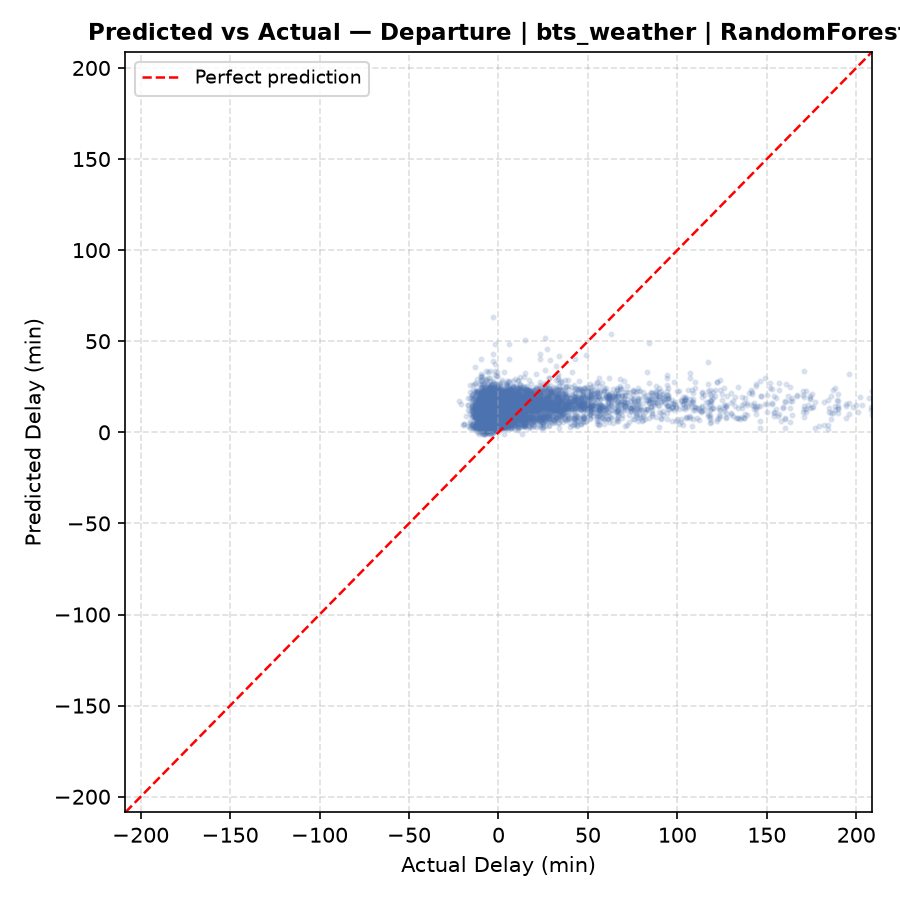 Predicted vs Actual — Departure | bts_weather | RandomForest
Perfect prediction
200
150
100
50
0
−50
−100
−150
−200
−200 −150 −100 −50 0 50 100 150 200
Predicted Delay (min)
Actual Delay (min)